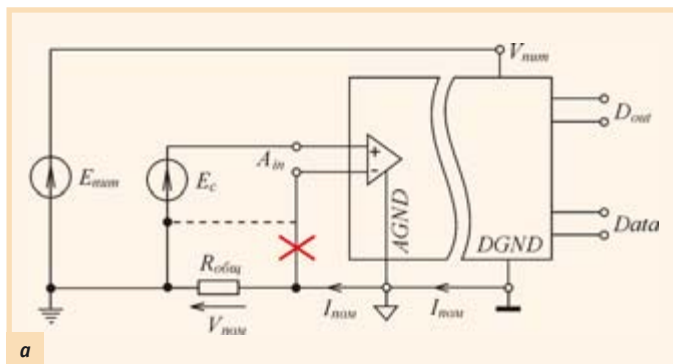 V_пит
A_in
+
-
E_пит
E_c
D_out
AGND
DGND
Data
R_общ
V_пом
I_пом
I_пом
а